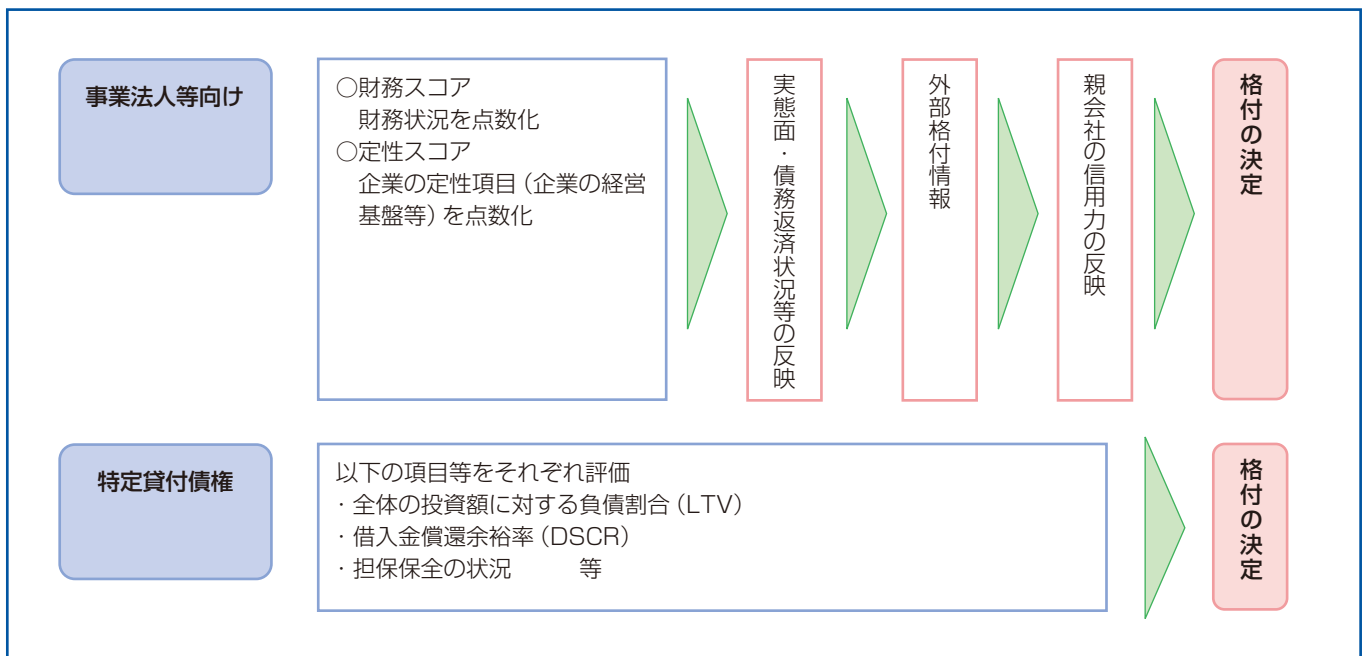 事業法人等向け
○財務スコア
財務状況を点数化
○定性スコア
企業の定性項目（企業の経営
基盤等）を点数化
実態面・債務返済状況等の反映
外部格付情報
親会社の信用力の反映
格付の決定
特定貸付債権
以下の項目等をそれぞれ評価
・全体の投資額に対する負債割合（LTV）
・借入金償還余裕率（DSCR）
・担保保全の状況　　　等
格付の決定